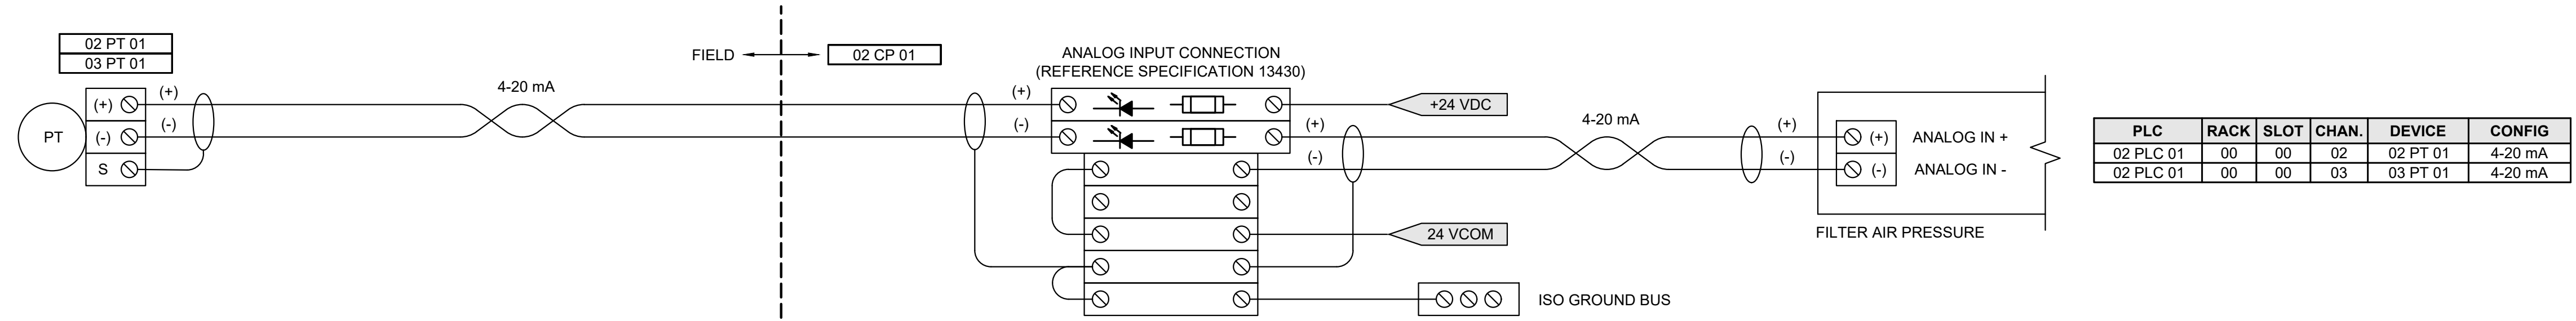 02 PT 01
03 PT 01
PT
(+)
(-)
S
(+)
(-)
4-20 mA
FIELD
02 CP 01
ANALOG INPUT CONNECTION
(REFERENCE SPECIFICATION 13430)
(+)
(-)
+24 VDC
(+)
(-)
24 VCOM
ISO GROUND BUS
4-20 mA
(+)
(-)
(+) ANALOG IN +
(-) ANALOG IN -
FILTER AIR PRESSURE
PLC RACK SLOT CHAN. DEVICE CONFIG
02 PLC 01 00 00 02 02 PT 01 4-20 mA
02 PLC 01 00 00 03 03 PT 01 4-20 mA